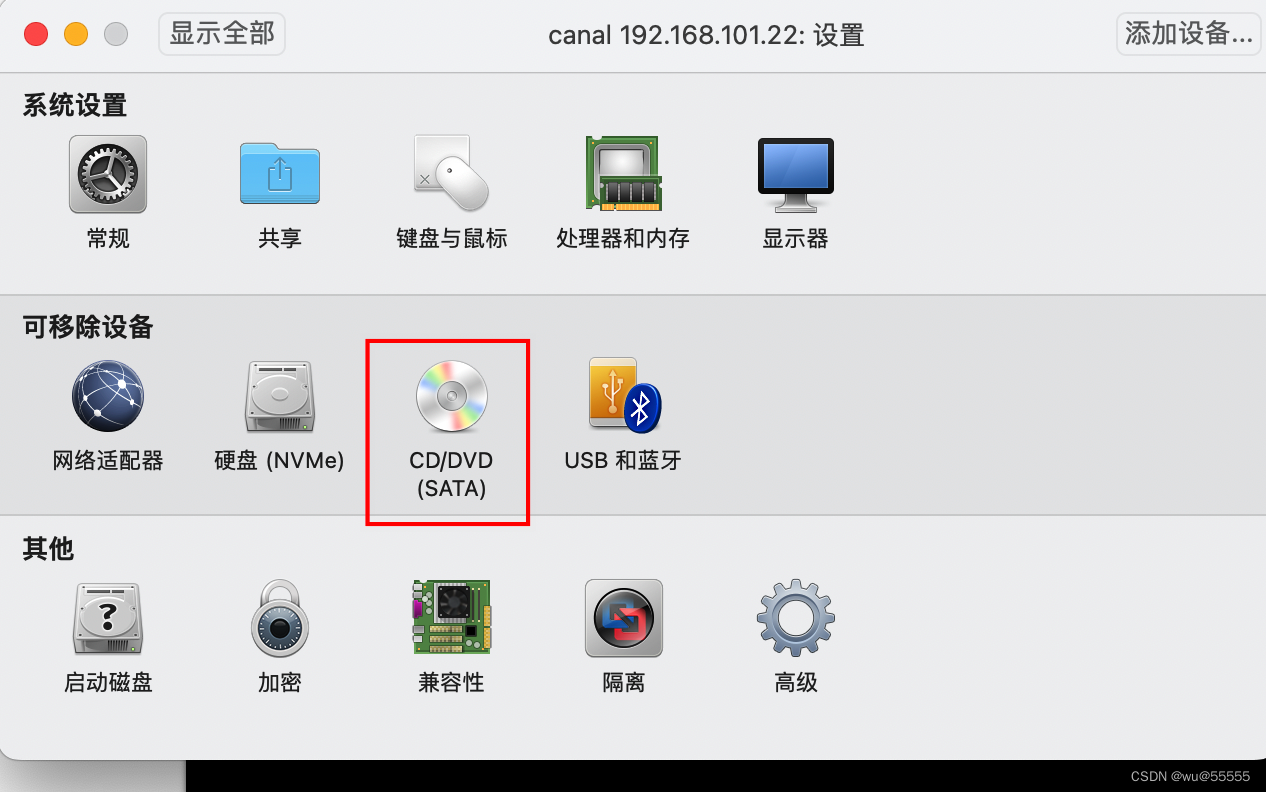 显示全部
canal 192.168.101.22: 设置
添加设备...
系统设置
常规
共享
键盘与鼠标
处理器和内存
显示器
可移除设备
网络适配器
硬盘 (NVMe)
CD/DVD
(SATA)
USB 和蓝牙
其他
?
启动磁盘
加密
兼容性
隔离
高级
CSDN @wu@55555